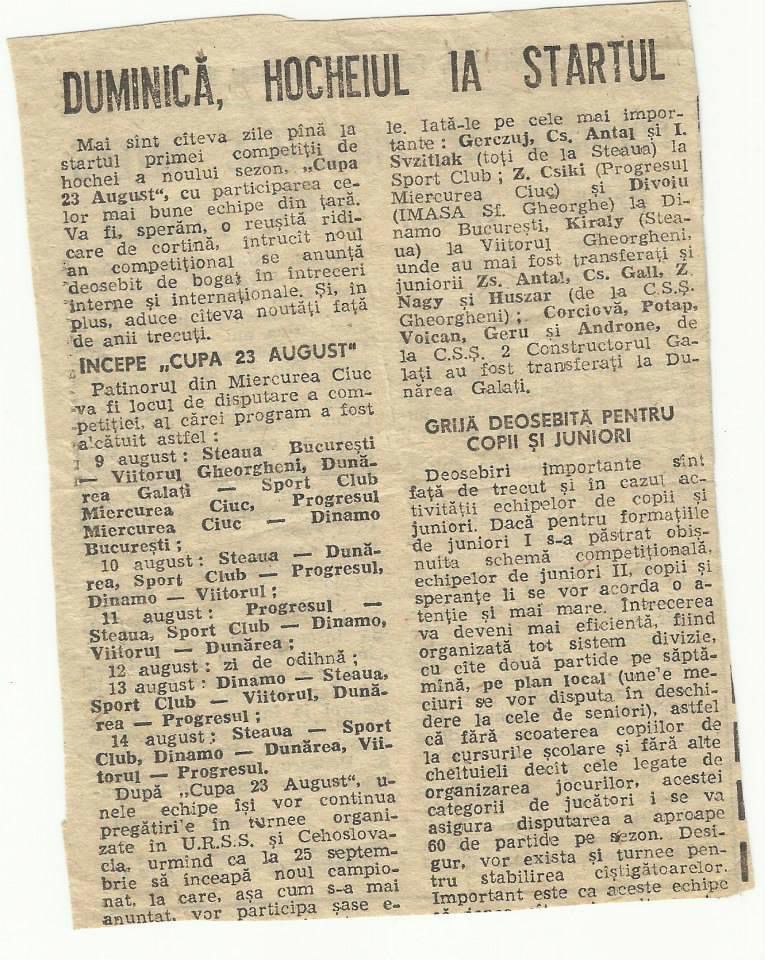 DUMINICĂ, HOCHEIUL IA STARTUL
Mai sînt cîteva zile pînă la
startul primei competiții de
hochei a noului sezon, „Cupa
23 August“, cu participarea ce-
lor mai bune echipe din țară.
Va fi, sperăm, o reușită ridi-
care de cortină, întrucît noul
an competițional se anunță
deosebit de bogat în întreceri
interne și internaționale. Și, în
plus, aduce cîteva noutăți față
de anii trecuți.
INCEPE „CUPA 23 AUGUST“
Patinorul din Miercurea Ciuc
va fi locul de disputare a com-
petiției, al cărei program a fost
alcătuit astfel :
9 august : Steaua București
— Viitorul Gheorgheni, Dună-
rea Galați — Sport Club
Miercurea Ciuc, Progresul
Miercurea Ciuc — Dinamo
București ;
10 august : Steaua — Dună-
rea, Sport Club — Progresul,
Dinamo — Viitorul ;
11 august : Progresul —
Steaua, Sport Club — Dinamo,
Viitorul — Dunărea ;
12 august : zi de odihnă ;
13 august : Dinamo — Steaua,
Sport Club — Viitorul, Dună-
rea — Progresul ;
14 august : Steaua — Sport
Club, Dinamo — Dunărea, Vii-
torul — Progresul.
După „Cupa 23 August“, u-
nele echipe își vor continua
pregătiri'e în turnee organi-
zate în U.R.S.S. și Cehoslova-
cia, urmînd ca la 25 septem-
brie să înceapă noul campio-
nat, la care, așa cum s-a mai
anunțat, vor participa șase e-
le. Iată-le pe cele mai impor-
tante : Gerczuj, Cs. Antal și I.
Svzitlak (toți de la Steaua) la
Sport Club ; Z. Csiki (Progresul
Miercurea Ciuc) și Divoiu
(IMASA Sf. Gheorghe) la Di-
namo București, Kiraly (Stea-
ua) la Viitorul Gheorgheni,
unde au mai fost transferați și
juniorii Zs. Antal, Cs. Gall, Z.
Nagy și Huszar (de la C.S.Ș.
Gheorgheni) ; Corciovă, Potap,
Voican, Geru și Androne, de
la C.S.Ș. 2 Constructorul Ga-
lați au fost transferați la Du-
nărea Galați.
GRIJĂ DEOSEBITĂ PENTRU
COPII ȘI JUNIORI
Deosebiri importante sînt
față de trecut și în cazul ac-
tivității echipelor de copii și
juniori. Dacă pentru formațiile
de juniori I s-a păstrat obiș-
nuita schemă competițională,
echipelor de juniori II, copii și
speranțe li se vor acorda o a-
tenție și mai mare. Întrecerea
va deveni mai eficientă, fiind
organizată tot sistem divizie,
cu cîte două partide pe săptă-
mînă, pe plan local (une'e me-
ciuri se vor disputa în deschi-
dere la cele de seniori), astfel
că fără scoaterea copiilor de
la cursurile școlare și fără alte
cheltuieli decît cele legate de
organizarea jocurilor, acestei
categorii de jucători i se va
asigura disputarea a aproape
60 de partide pe sezon. Desi-
gur, vor exista și turnee pen-
tru stabilirea cîștigătoarelor.
Important este ca aceste echipe